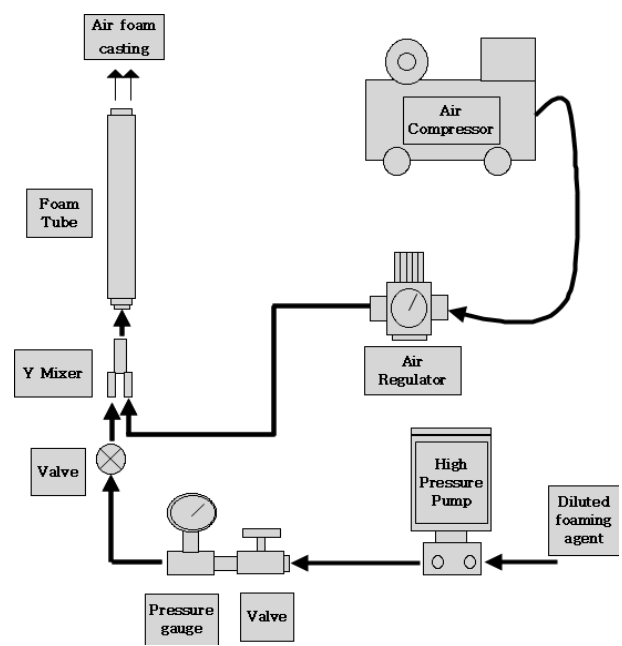 Air foam
casting
Air
Compressor
Foam
Tube
Air
Regulator
Y Mixer
Valve
High
Pressure
Pump
Diluted
foaming
agent
Pressure
gauge
Valve